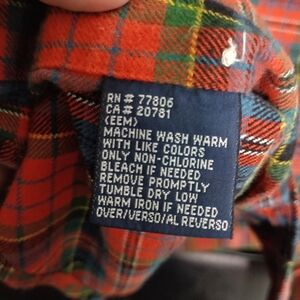 RN# 77806
CA# 20781
(EEM)
MACHINE WASH WARM
WITH LIKE COLORS
ONLY NON-CHLORINE
BLEACH IF NEEDED
REMOVE PROMPTLY
TUMBLE DRY LOW
WARM IRON IF NEEDED
OVER/VERSO/AL REVERSO